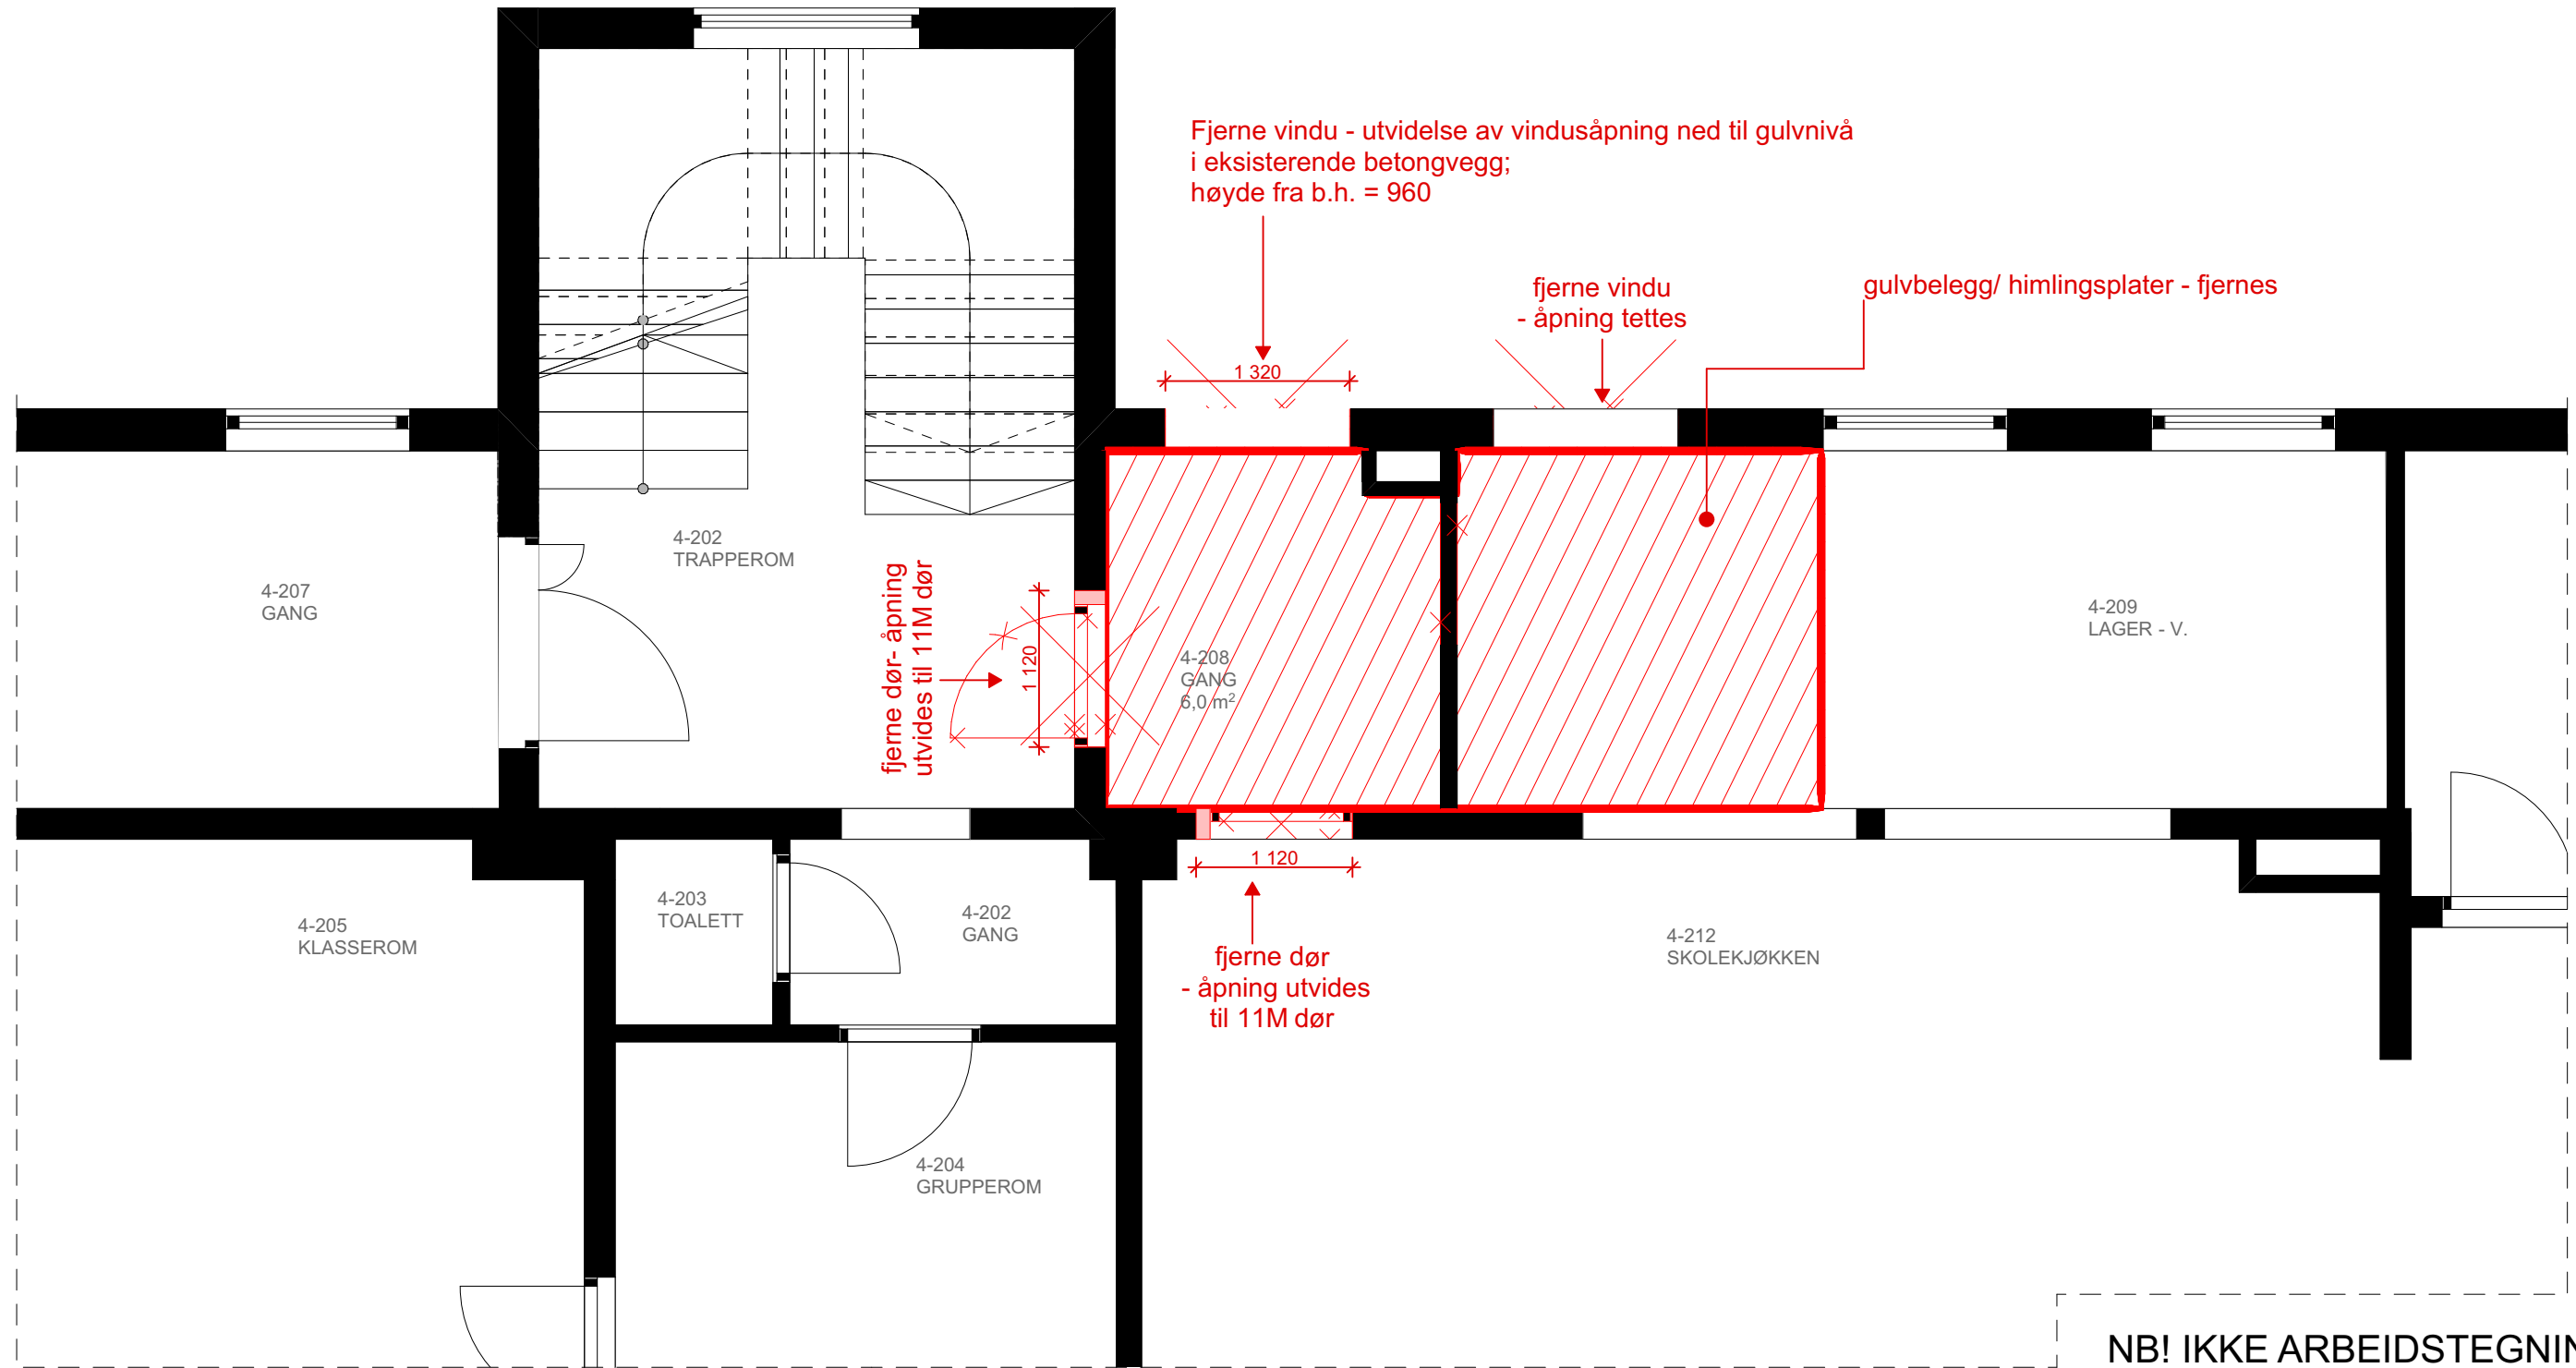 Fjerne vindu - utvidelse av vindusåpning ned til gulvnivå
i eksisterende betongvegg;
høyde fra b.h. = 960
fjerne vindu
- åpning tettes
gulvbelegg/ himlingsplater - fjernes
1 320
4-202
TRAPPEROM
4-207
GANG
fjerne dør- åpning
utvides til 11M dør
1 120
4-208
GANG
6,0 m²
4-209
LAGER - V.
1 120
4-203
TOALETT
4-202
GANG
4-205
KLASSEROM
fjerne dør
- åpning utvides
til 11M dør
4-212
SKOLEKJØKKEN
4-204
GRUPPEROM
NB! IKKE ARBEIDSTEGNIN